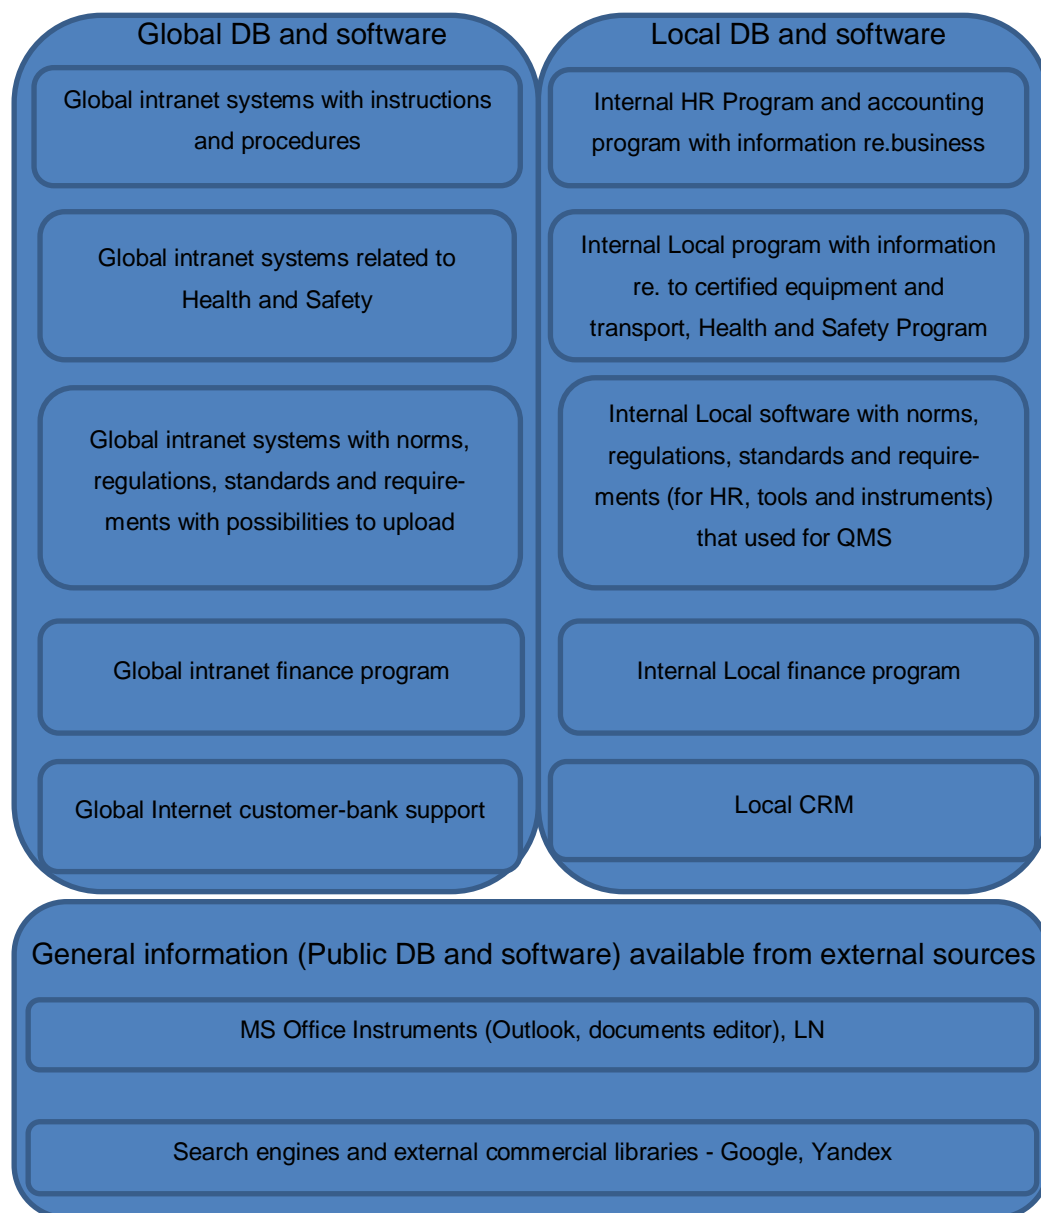 Global DB and software
Global intranet systems with instructions
and procedures
Global intranet systems related to
Health and Safety
Global intranet systems with norms,
regulations, standards and require-
ments with possibilities to upload
Global intranet finance program
Global Internet customer-bank support
Local DB and software
Internal HR Program and accounting
program with information re.business
Internal Local program with information
re. to certified equipment and
transport, Health and Safety Program
Internal Local software with norms,
regulations, standards and require-
ments (for HR, tools and instruments)
that used for QMS
Internal Local finance program
Local CRM
General information (Public DB and software) available from external sources
MS Office Instruments (Outlook, documents editor), LN
Search engines and external commercial libraries - Google, Yandex